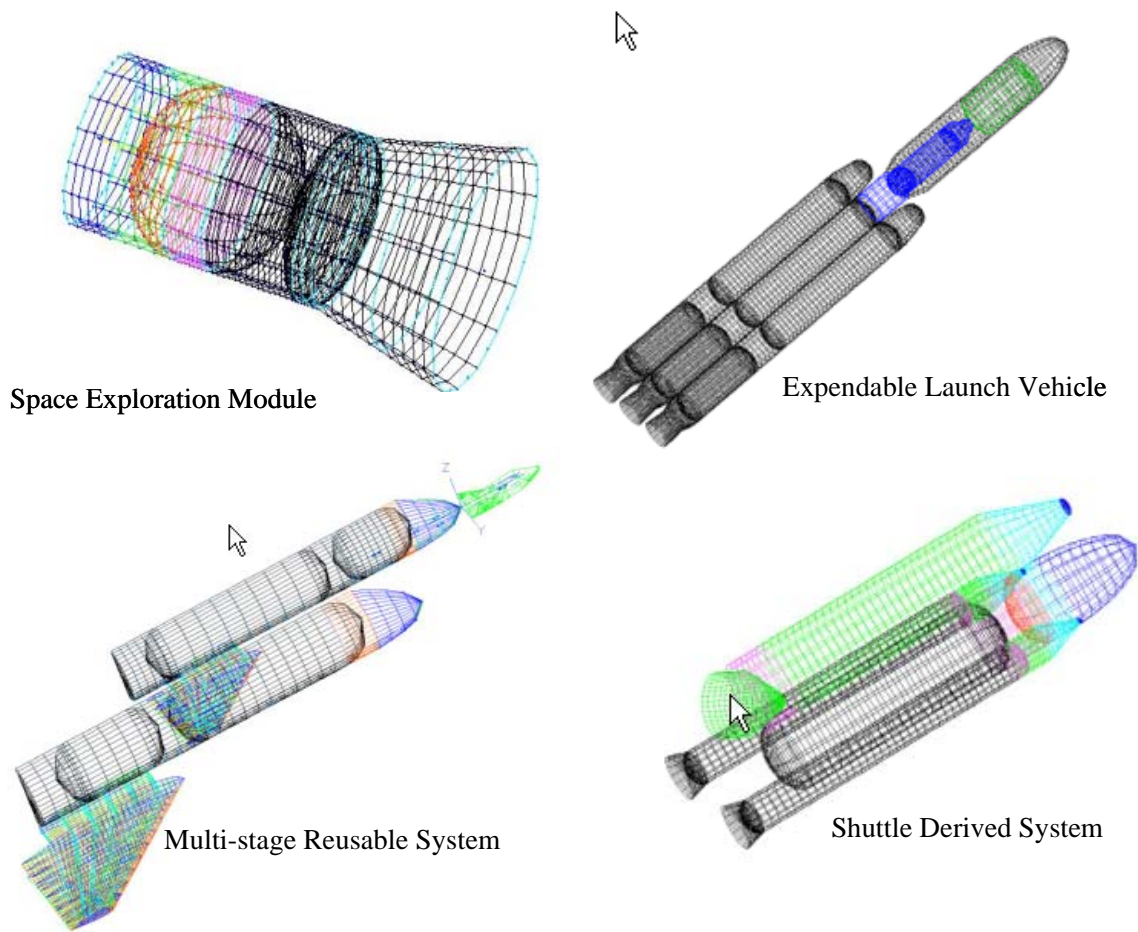 Space Exploration Module
Expendable Launch Vehicle
Z
Y
Multi-stage Reusable System
Shuttle Derived System